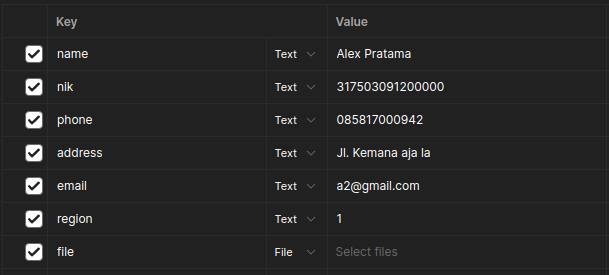 Key Value
name Text Alex Pratama
nik Text 317503091200000
phone Text 085817000942
address Text Jl. Kemana aja la
email Text a2@gmail.com
region Text 1
file File Select files